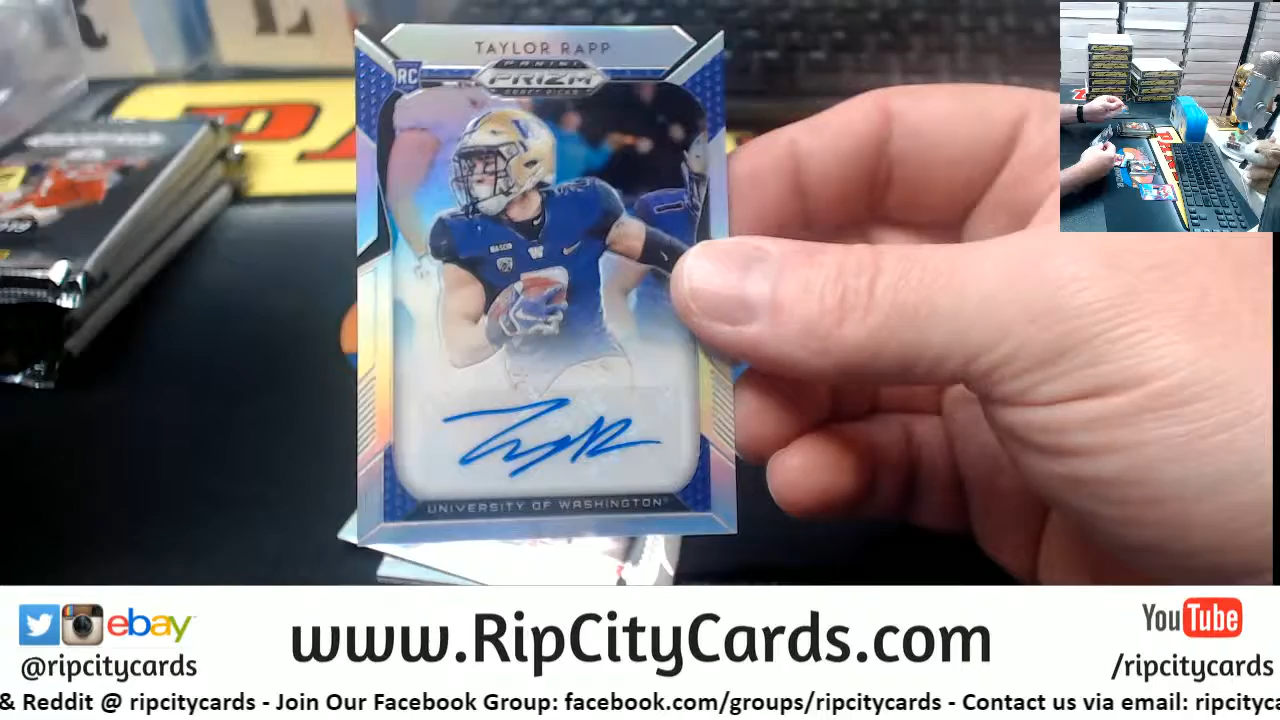 TAYLOR RAPP
PANINI
PRIZM
DRAFT PICKS
RC
W
UNIVERSITY OF WASHINGTON
ebay
www.RipCityCards.com
YouTube
@ripcitycards
/ripcitycards
& Reddit @ ripcitycards - Join Our Facebook Group: facebook.com/groups/ripcitycards - Contact us via email: ripcityca